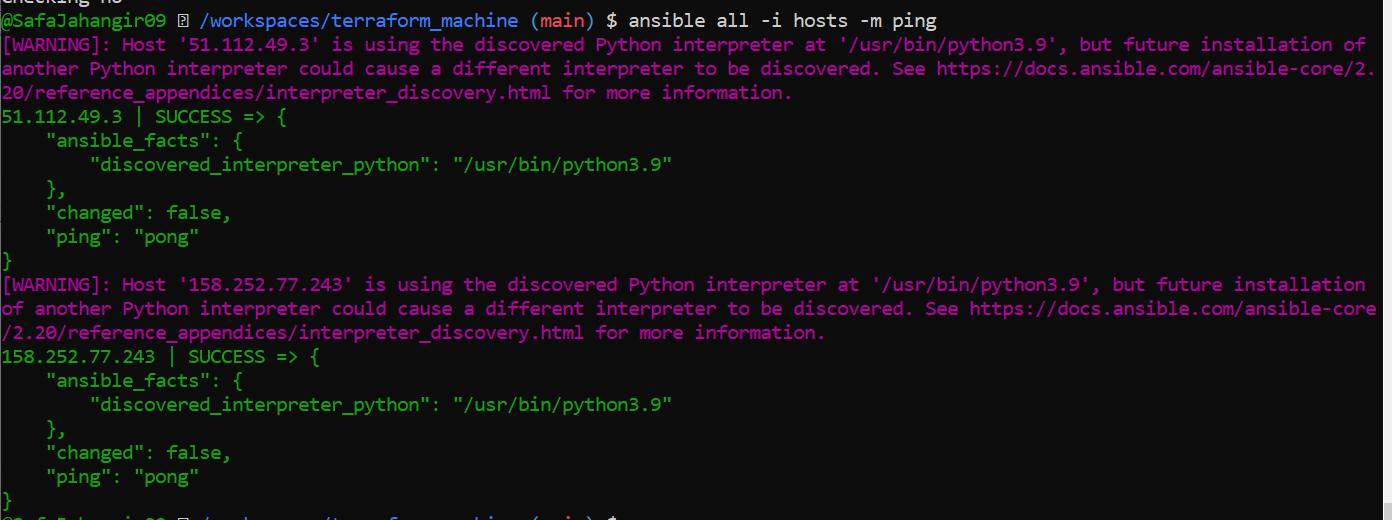 @SafaJahangir09 /workspaces/terraform_machine (main) $ ansible all -i hosts -m ping
[WARNING]: Host '51.112.49.3' is using the discovered Python interpreter at '/usr/bin/python3.9', but future installation of
another Python interpreter could cause a different interpreter to be discovered. See https://docs.ansible.com/ansible-core/2.
20/reference_appendices/interpreter_discovery.html for more information.
51.112.49.3 | SUCCESS => {
    "ansible_facts": {
        "discovered_interpreter_python": "/usr/bin/python3.9"
    },
    "changed": false,
    "ping": "pong"
}
[WARNING]: Host '158.252.77.243' is using the discovered Python interpreter at '/usr/bin/python3.9', but future installation
of another Python interpreter could cause a different interpreter to be discovered. See https://docs.ansible.com/ansible-core
/2.20/reference_appendices/interpreter_discovery.html for more information.
158.252.77.243 | SUCCESS => {
    "ansible_facts": {
        "discovered_interpreter_python": "/usr/bin/python3.9"
    },
    "changed": false,
    "ping": "pong"
}